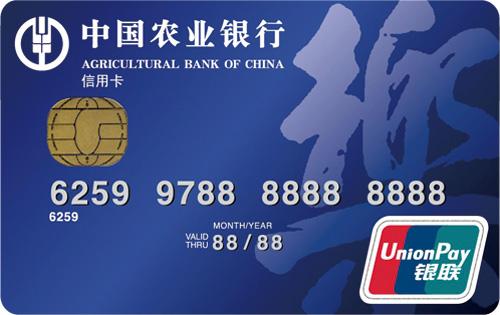 中国农业银行
AGRICULTURAL BANK OF CHINA
信用卡
6259 9788 8888 8888
6259
MONTH/YEAR
VALID THRU 88/88
UnionPay
银联